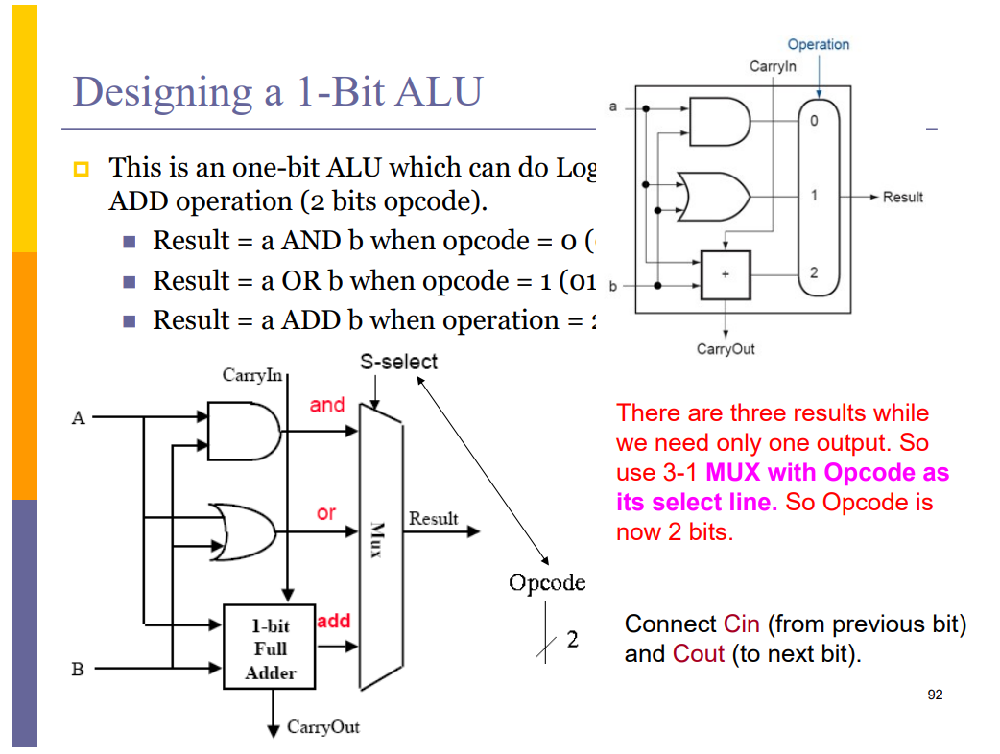 Designing a 1-Bit ALU
This is an one-bit ALU which can do Log
ADD operation (2 bits opcode).
Result = a AND b when opcode = 0 (
Result = a OR b when opcode = 1 (01
Result = a ADD b when operation =
Operation
CarryIn
a
0
1
Result
+
2
b
CarryOut
S-select
CarryIn
and
A
or
Mux
Result
Opcode
2
1-bit
Full
Adder
add
B
CarryOut
There are three results while
we need only one output. So
use 3-1 MUX with Opcode as
its select line. So Opcode is
now 2 bits.
Connect Cin (from previous bit)
and Cout (to next bit).
92